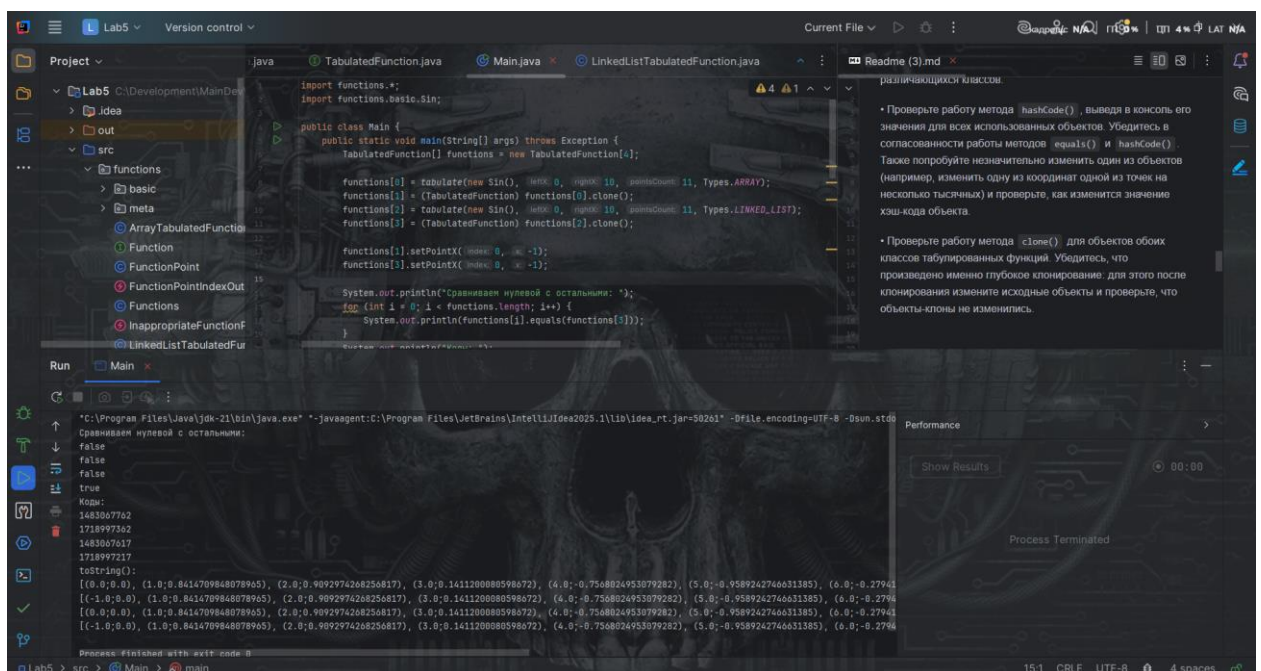 Lab5
Version control
Current File
LAT
Project
.java
TabulatedFunction.java
Main.java
LinkedListTabulatedFunction.java
Readme (3).md
Lab5 C:\Development\MainDev
.idea
out
src
functions
basic
meta
ArrayTabulatedFunctio
Function
FunctionPoint
FunctionPointIndexOut
Functions
InappropriateFunctionF
LinkedListTabulatedFur
import functions.*;
import functions.basic.Sin;
4 1
public class Main {
public static void main(String[] args) throws Exception {
TabulatedFunction[] functions = new TabulatedFunction[4];
functions[0] = tabulate(new Sin(), leftX: 0, rightX: 10, pointsCount: 11, Types.ARRAY);
functions[1] = (TabulatedFunction) functions[0].clone();
functions[2] = tabulate(new Sin(), leftX: 0, rightX: 10, pointsCount: 11, Types.LINKED_LIST);
functions[3] = (TabulatedFunction) functions[2].clone();
functions[1].setPointX( index: 0, x: -1);
functions[3].setPointX( index: 0, x: -1);
15
System.out.println("Сравниваем нулевой с остальными: ");
for (int i = 0; i < functions.length; i++) {
System.out.println(functions[i].equals(functions[3]));
}
System.out.println("Коды: ");
различающихся классов.
• Проверьте работу метода hashCode() , выведя в консоль его
значения для всех использованных объектов. Убедитесь в
согласованности работы методов equals() и hashCode() .
Также попробуйте незначительно изменить один из объектов
(например, изменить одну из координат одной из точек на
несколько тысячных) и проверьте, как изменится значение
хэш-кода объекта.
• Проверьте работу метода clone() для объектов обоих
классов табулированных функций. Убедитесь, что
произведено именно глубокое клонирование: для этого после
клонирования измените исходные объекты и проверьте, что
объекты-клоны не изменились.
Run
Main
"C:\Program Files\Java\jdk-21\bin\java.exe" "-javaagent:C:\Program Files\JetBrains\IntelliJIdea2025.1\lib\idea_rt.jar=50261" -Dfile.encoding=UTF-8 -Dsun.stdo
Сравниваем нулевой с остальными:
false
false
false
true
Коды:
1483067762
1718997362
1483067617
1718997217
toString():
[(0.0;0.0), (1.0;0.8414709848078965), (2.0;0.9092974268256817), (3.0;0.1411200080598672), (4.0;-0.7568024953079282), (5.0;-0.9589242746631385), (6.0;-0.27941
[(-1.0;0.0), (1.0;0.8414709848078965), (2.0;0.9092974268256817), (3.0;0.1411200080598672), (4.0;-0.7568024953079282), (5.0;-0.9589242746631385), (6.0;-0.2794
[(0.0;0.0), (1.0;0.8414709848078965), (2.0;0.9092974268256817), (3.0;0.1411200080598672), (4.0;-0.7568024953079282), (5.0;-0.9589242746631385), (6.0;-0.27941
[(-1.0;0.0), (1.0;0.8414709848078965), (2.0;0.9092974268256817), (3.0;0.1411200080598672), (4.0;-0.7568024953079282), (5.0;-0.9589242746631385), (6.0;-0.2794
Process finished with exit code 0
Performance
Show Results
00:00
Process Terminated
Lab5 > src > Main > main
15:1 CRLF UTF-8 4 spaces